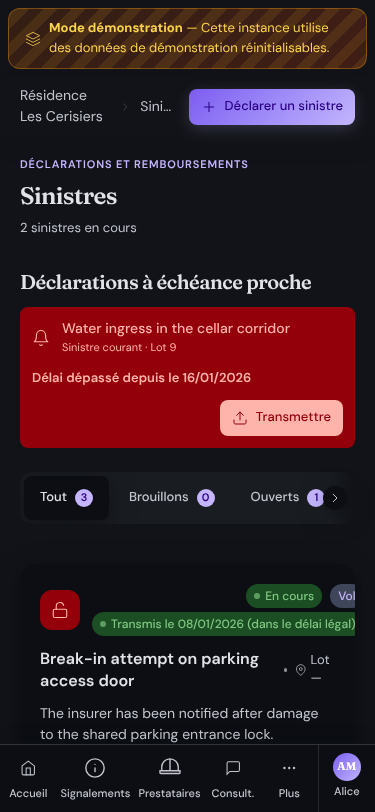 Mode démonstration — Cette instance utilise
des données de démonstration réinitialisables.
Résidence
Les Cerisiers
Sini...
Déclarer un sinistre
DÉCLARATIONS ET REMBOURSEMENTS
Sinistres
2 sinistres en cours
Déclarations à échéance proche
Water ingress in the cellar corridor
Sinistre courant · Lot 9
Délai dépassé depuis le 16/01/2026
Transmettre
Tout 3 Brouillons 0 Ouverts 1
En cours Vol
Transmis le 08/01/2026 (dans le délai légal)
Break-in attempt on parking
access door
• Lot
—
The insurer has been notified after damage
to the shared parking entrance lock.
AM
Accueil Signalements Prestataires Consult. Plus Alice